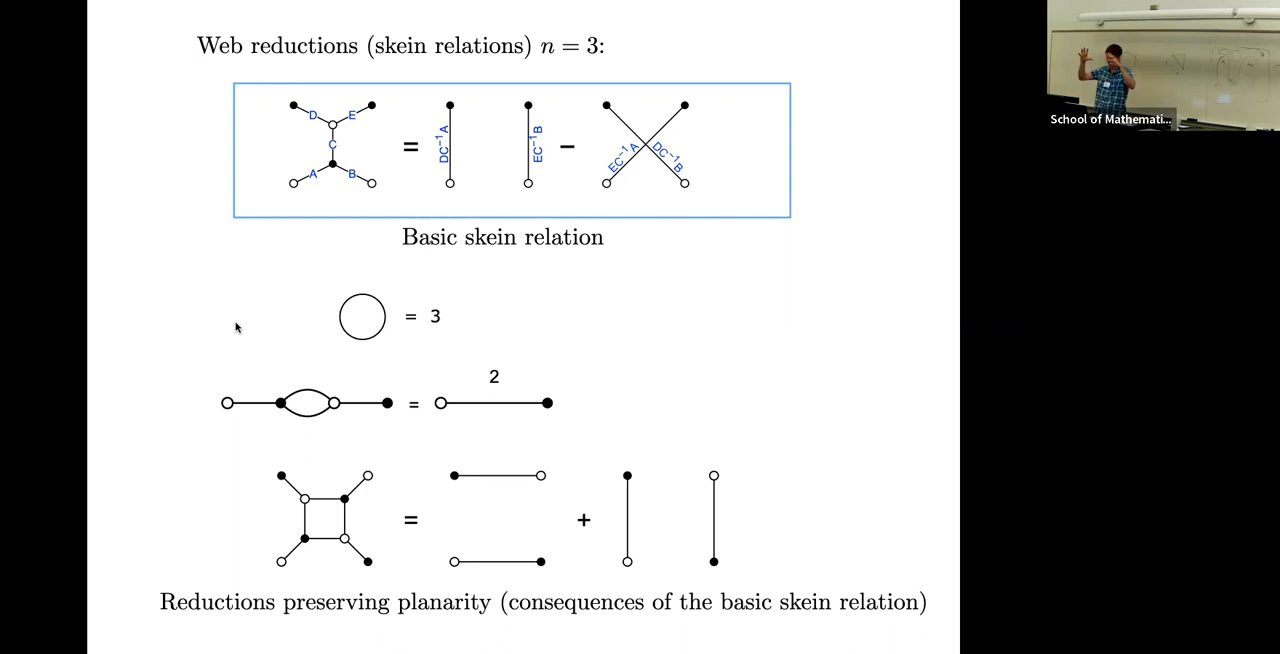 Web reductions (skein relations) n = 3:
D E
C
A B
= DC⁻¹A EC⁻¹B − EC⁻¹A DC⁻¹B
Basic skein relation
= 3
2
=
= +
Reductions preserving planarity (consequences of the basic skein relation)
School of Mathemati...